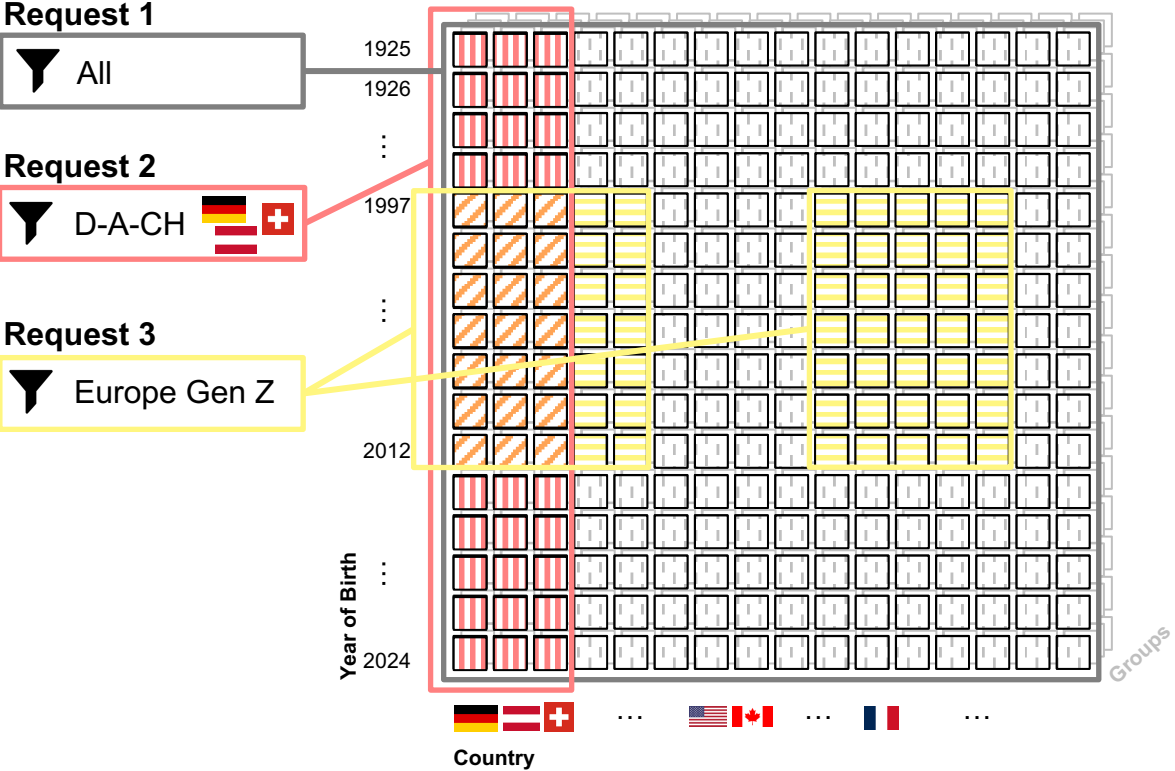 Request 1
All
Request 2
D-A-CH
Request 3
Europe Gen Z
1925
1926
⋮
1997
⋮
2012
⋮
2024
Year of Birth
Groups
... ... ...
Country